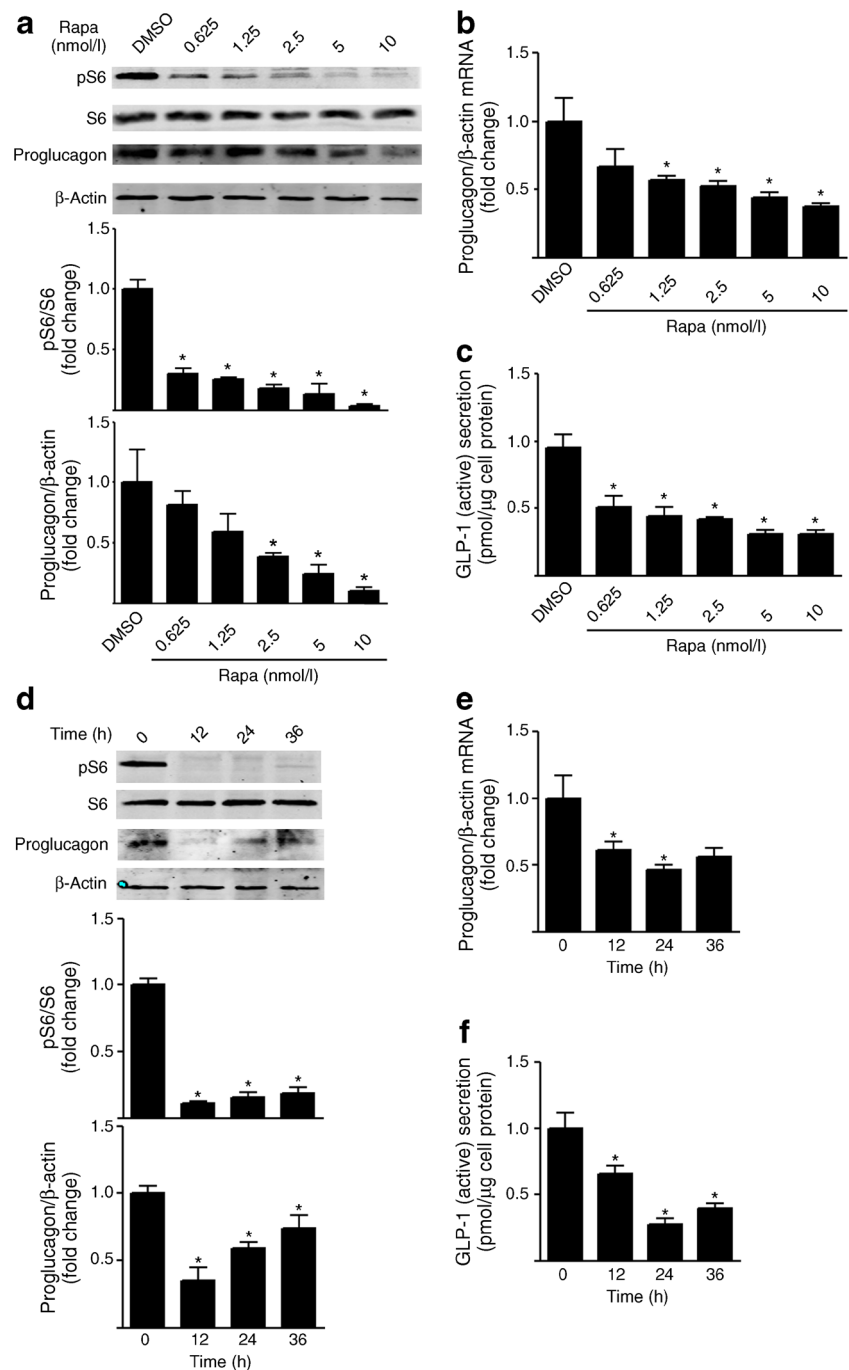 a
Rapa (nmol/l) DMSO 0.625 1.25 2.5 5 10
pS6
S6
Proglucagon
β-Actin
pS6/S6
(fold change)
1.5
1.0
0.5
* * * * *
Proglucagon/β-actin
(fold change)
1.5
1.0
0.5
* * *
DMSO 0.625 1.25 2.5 5 10
Rapa (nmol/l)
b
Proglucagon/β-actin mRNA
(fold change)
1.5
1.0
0.5
* * * *
DMSO 0.625 1.25 2.5 5 10
Rapa (nmol/l)
c
GLP-1 (active) secretion
(pmol/µg cell protein)
1.5
1.0
0.5
* * * * *
DMSO 0.625 1.25 2.5 5 10
Rapa (nmol/l)
d
Time (h) 0 12 24 36
pS6
S6
Proglucagon
β-Actin
pS6/S6
(fold change)
1.5
1.0
0.5
* * *
Proglucagon/β-actin
(fold change)
1.5
1.0
0.5
* * *
0 12 24 36
Time (h)
e
Proglucagon/β-actin mRNA
(fold change)
1.5
1.0
0.5
* *
0 12 24 36
Time (h)
f
GLP-1 (active) secretion
(pmol/µg cell protein)
1.5
1.0
0.5
* * *
0 12 24 36
Time (h)